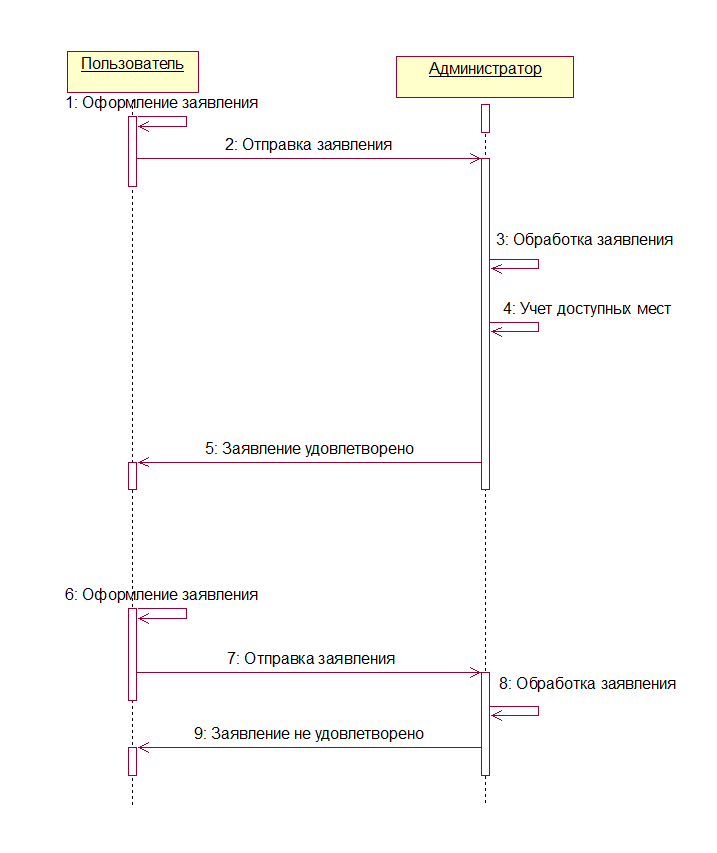 Пользователь
Администратор
1: Оформление заявления
2: Отправка заявления
3: Обработка заявления
4: Учет доступных мест
5: Заявление удовлетворено
6: Оформление заявления
7: Отправка заявления
8: Обработка заявления
9: Заявление не удовлетворено